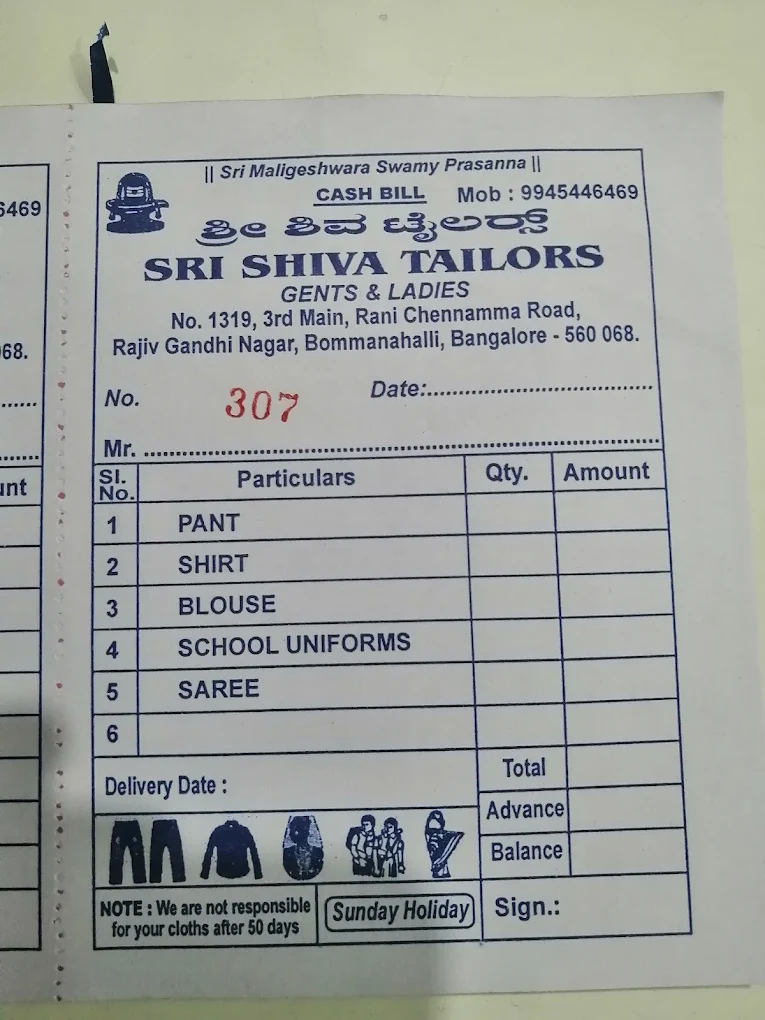 || Sri Maligeshwara Swamy Prasanna ||
CASH BILL Mob : 9945446469
ಶ್ರೀ ಶಿವ ಟೈಲರ್ಸ್
SRI SHIVA TAILORS
GENTS & LADIES
No. 1319, 3rd Main, Rani Chennamma Road,
Rajiv Gandhi Nagar, Bommanahalli, Bangalore - 560 068.
No. 307 Date:....................................
Mr. ....................................................................................
Sl. No. Particulars Qty. Amount
1 PANT
2 SHIRT
3 BLOUSE
4 SCHOOL UNIFORMS
5 SAREE
6
Delivery Date :
Total
Advance
Balance
NOTE : We are not responsible
for your cloths after 50 days
Sunday Holiday
Sign.:
6469
068.
unt